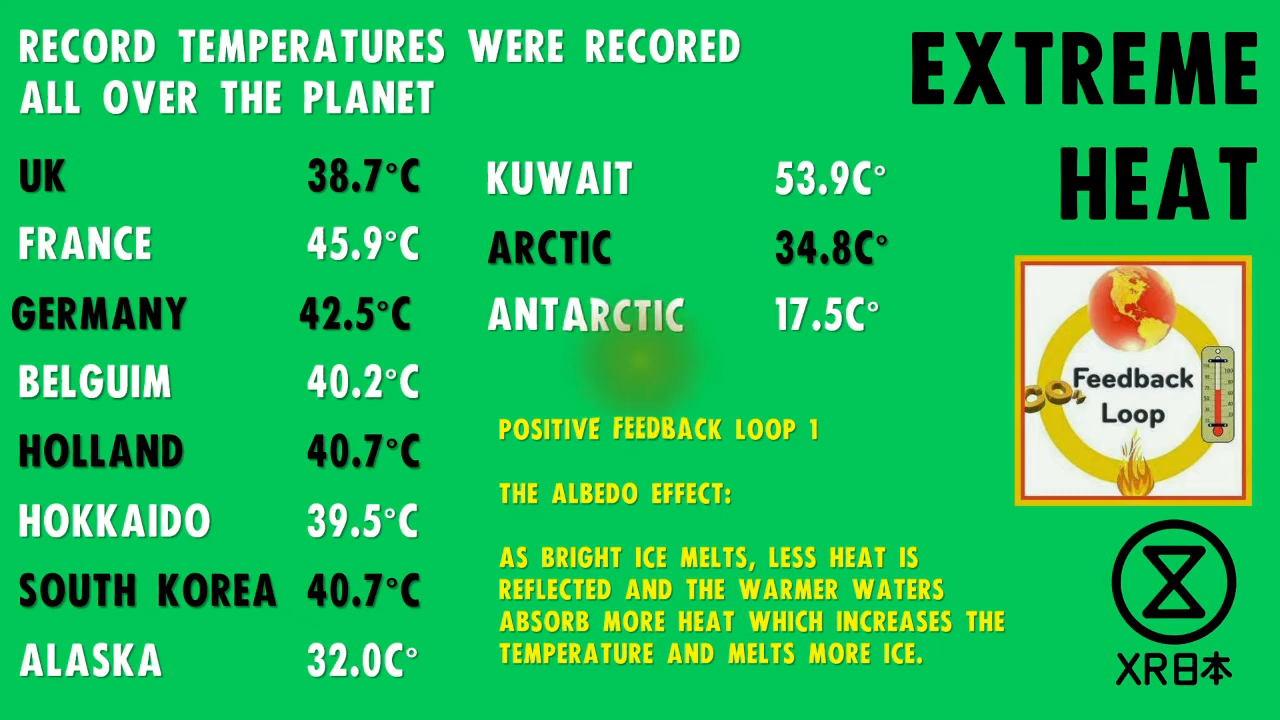 RECORD TEMPERATURES WERE RECORED
ALL OVER THE PLANET
EXTREME
HEAT
UK 38.7°C
FRANCE 45.9°C
GERMANY 42.5°C
BELGUIM 40.2°C
HOLLAND 40.7°C
HOKKAIDO 39.5°C
SOUTH KOREA 40.7°C
ALASKA 32.0C°
KUWAIT 53.9C°
ARCTIC 34.8C°
ANTARCTIC 17.5C°
POSITIVE FEEDBACK LOOP 1
THE ALBEDO EFFECT:
AS BRIGHT ICE MELTS, LESS HEAT IS
REFLECTED AND THE WARMER WATERS
ABSORB MORE HEAT WHICH INCREASES THE
TEMPERATURE AND MELTS MORE ICE.
Feedback
Loop
XR日本